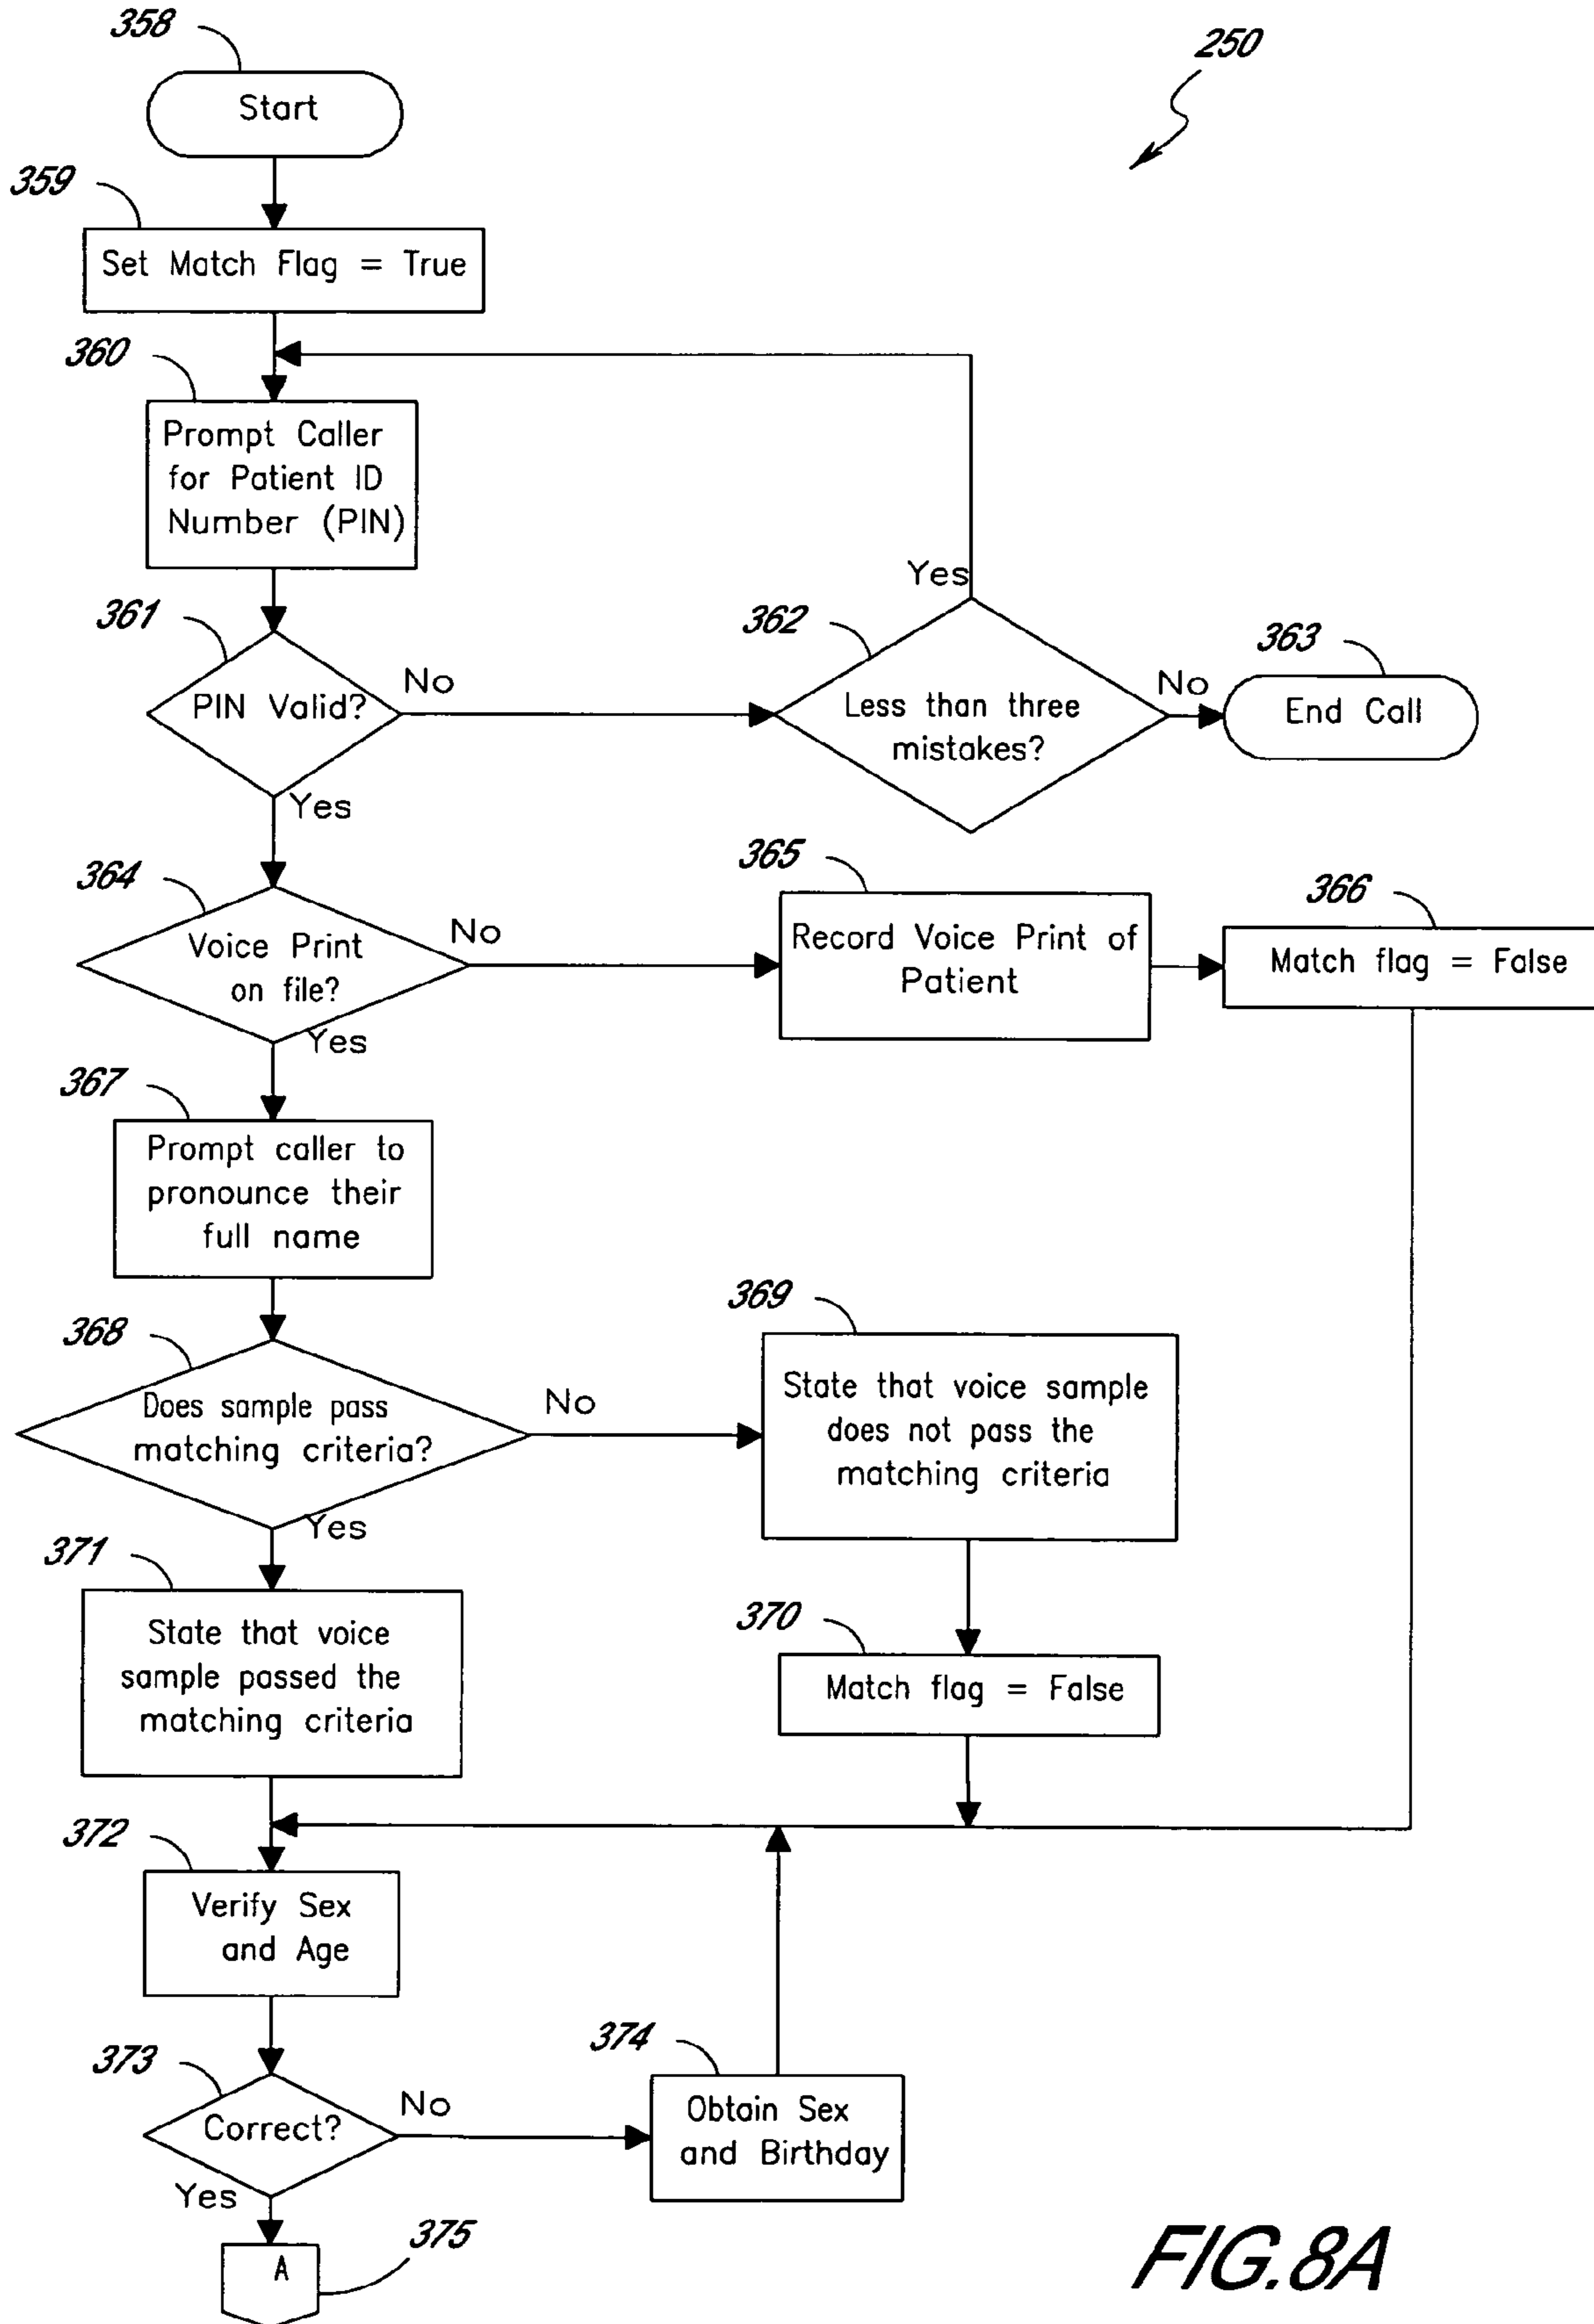 358
Start
250
359
Set Match Flag = True
360
Prompt Caller
for Patient ID
Number (PIN)
Yes
361
PIN Valid?
No
362
Less than three
mistakes?
No
363
End Call
Yes
364
Voice Print
on file?
No
365
Record Voice Print of
Patient
366
Match flag = False
Yes
367
Prompt caller to
pronounce their
full name
368
Does sample pass
matching criteria?
No
369
State that voice sample
does not pass the
matching criteria
Yes
371
State that voice
sample passed the
matching criteria
370
Match flag = False
372
Verify Sex
and Age
373
Correct?
No
374
Obtain Sex
and Birthday
Yes
375
A
FIG.8A